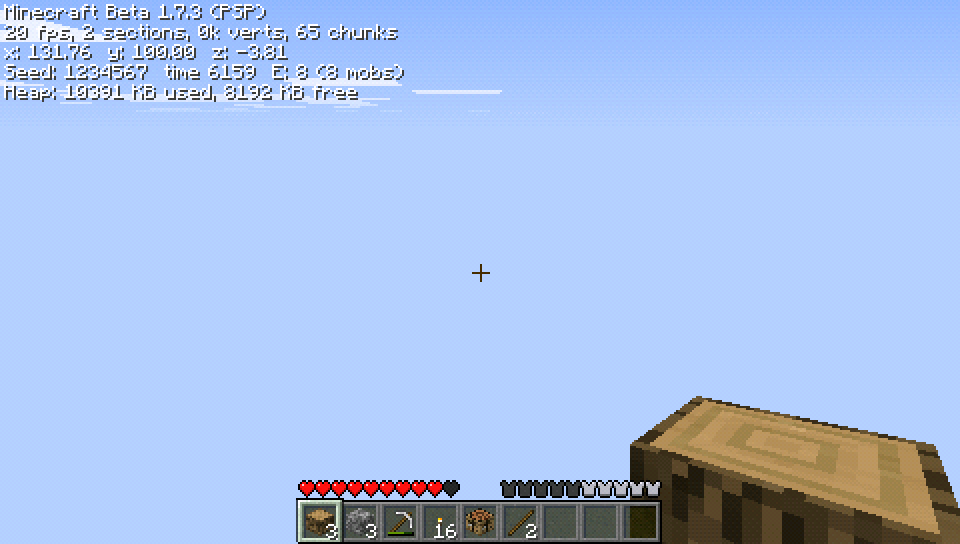 Minecraft Beta 1.7.3 (PSP)
20 fps, 2 sections, 0k verts, 65 chunks
x: 131.76 y: 100.00 z: -3.81
Seed: 1234567 time 6159 E: 8 (8 mobs)
Heap: 10391 KB used, 8192 KB free
3 3 16 2